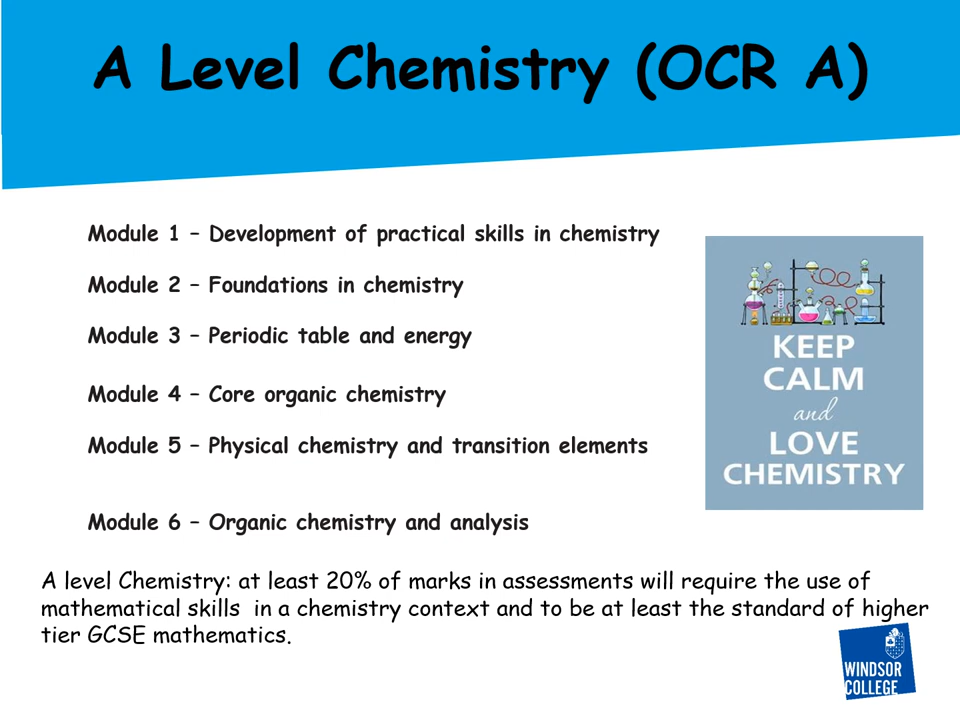 A Level Chemistry (OCR A)
Module 1 – Development of practical skills in chemistry
Module 2 – Foundations in chemistry
Module 3 – Periodic table and energy
Module 4 – Core organic chemistry
Module 5 – Physical chemistry and transition elements
Module 6 – Organic chemistry and analysis
KEEP
CALM
and
LOVE
CHEMISTRY
A level Chemistry: at least 20% of marks in assessments will require the use of
mathematical skills in a chemistry context and to be at least the standard of higher
tier GCSE mathematics.
WINDSOR
COLLEGE